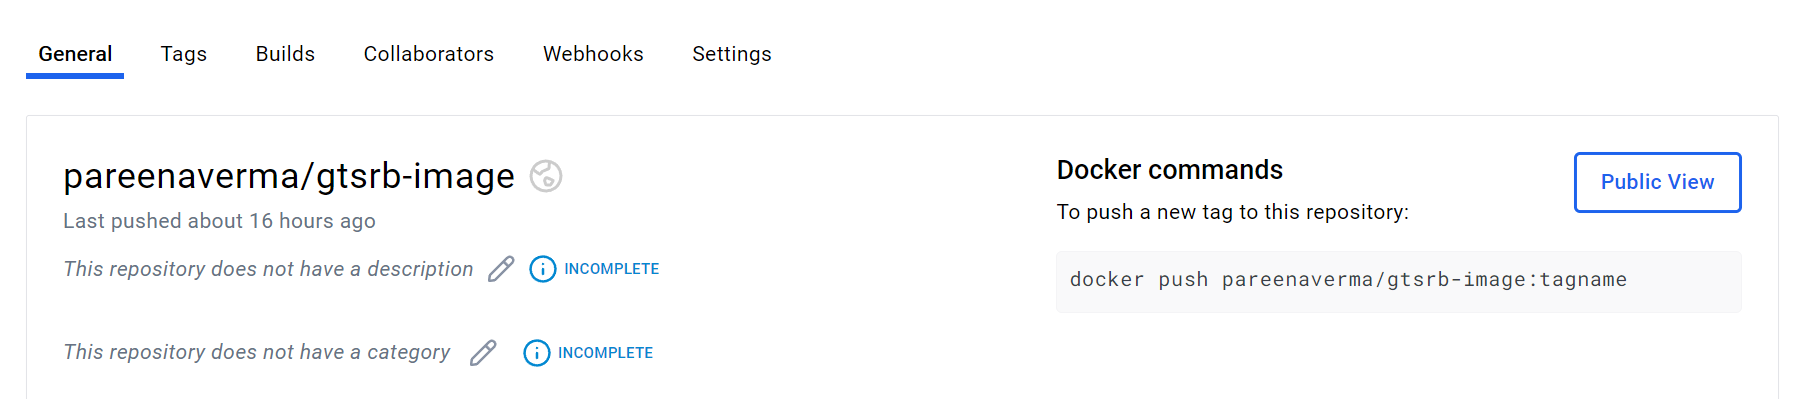 General Tags Builds Collaborators Webhooks Settings
pareenaverma/gtsrb-image
Last pushed about 16 hours ago
This repository does not have a description INCOMPLETE
This repository does not have a category INCOMPLETE
Docker commands
Public View
To push a new tag to this repository:
docker push pareenaverma/gtsrb-image:tagname